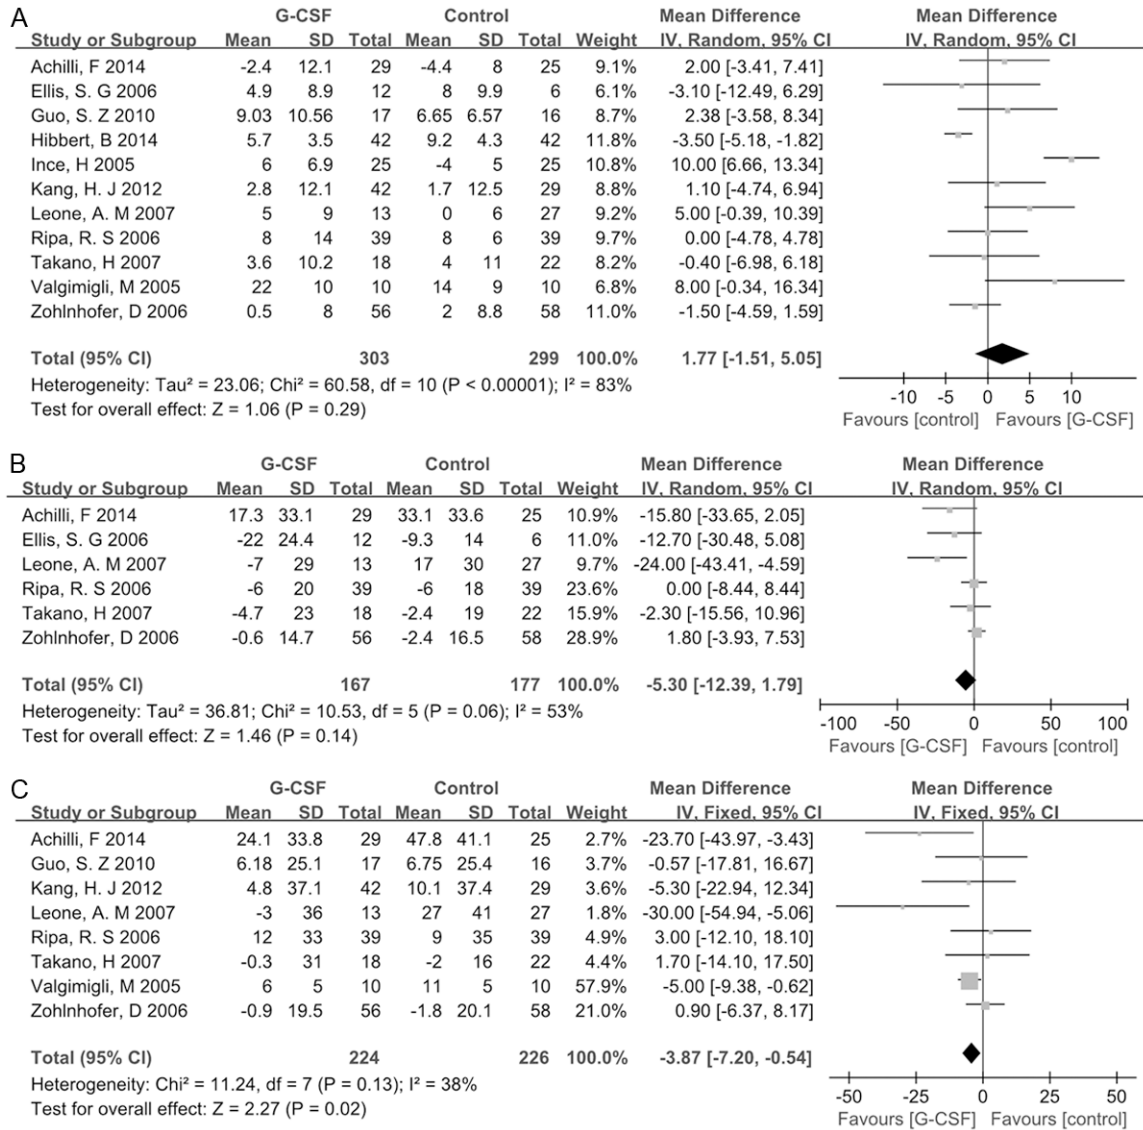 A
G-CSF Control Mean Difference Mean Difference
Study or Subgroup Mean SD Total Mean SD Total Weight IV, Random, 95% CI IV, Random, 95% CI
Achilli, F 2014 -2.4 12.1 29 -4.4 8 25 9.1% 2.00 [-3.41, 7.41]
Ellis, S. G 2006 4.9 8.9 12 8 9.9 6 6.1% -3.10 [-12.49, 6.29]
Guo, S. Z 2010 9.03 10.56 17 6.65 6.57 16 8.7% 2.38 [-3.58, 8.34]
Hibbert, B 2014 5.7 3.5 42 9.2 4.3 42 11.8% -3.50 [-5.18, -1.82]
Ince, H 2005 6 6.9 25 -4 5 25 10.8% 10.00 [6.66, 13.34]
Kang, H. J 2012 2.8 12.1 42 1.7 12.5 29 8.8% 1.10 [-4.74, 6.94]
Leone, A. M 2007 5 9 13 0 6 27 9.2% 5.00 [-0.39, 10.39]
Ripa, R. S 2006 8 14 39 8 6 39 9.7% 0.00 [-4.78, 4.78]
Takano, H 2007 3.6 10.2 18 4 11 22 8.2% -0.40 [-6.98, 6.18]
Valgimigli, M 2005 22 10 10 14 9 10 6.8% 8.00 [-0.34, 16.34]
Zohlnhofer, D 2006 0.5 8 56 2 8.8 58 11.0% -1.50 [-4.59, 1.59]
Total (95% CI) 303 299 100.0% 1.77 [-1.51, 5.05]
Heterogeneity: Tau² = 23.06; Chi² = 60.58, df = 10 (P < 0.00001); I² = 83%
Test for overall effect: Z = 1.06 (P = 0.29)
-10 -5 0 5 10
Favours [control] Favours [G-CSF]
B
G-CSF Control Mean Difference Mean Difference
Study or Subgroup Mean SD Total Mean SD Total Weight IV, Random, 95% CI IV, Random, 95% CI
Achilli, F 2014 17.3 33.1 29 33.1 33.6 25 10.9% -15.80 [-33.65, 2.05]
Ellis, S. G 2006 -22 24.4 12 -9.3 14 6 11.0% -12.70 [-30.48, 5.08]
Leone, A. M 2007 -7 29 13 17 30 27 9.7% -24.00 [-43.41, -4.59]
Ripa, R. S 2006 -6 20 39 -6 18 39 23.6% 0.00 [-8.44, 8.44]
Takano, H 2007 -4.7 23 18 -2.4 19 22 15.9% -2.30 [-15.56, 10.96]
Zohlnhofer, D 2006 -0.6 14.7 56 -2.4 16.5 58 28.9% 1.80 [-3.93, 7.53]
Total (95% CI) 167 177 100.0% -5.30 [-12.39, 1.79]
Heterogeneity: Tau² = 36.81; Chi² = 10.53, df = 5 (P = 0.06); I² = 53%
Test for overall effect: Z = 1.46 (P = 0.14)
-100 -50 0 50 100
Favours [G-CSF] Favours [control]
C
G-CSF Control Mean Difference Mean Difference
Study or Subgroup Mean SD Total Mean SD Total Weight IV, Fixed, 95% CI IV, Fixed, 95% CI
Achilli, F 2014 24.1 33.8 29 47.8 41.1 25 2.7% -23.70 [-43.97, -3.43]
Guo, S. Z 2010 6.18 25.1 17 6.75 25.4 16 3.7% -0.57 [-17.81, 16.67]
Kang, H. J 2012 4.8 37.1 42 10.1 37.4 29 3.6% -5.30 [-22.94, 12.34]
Leone, A. M 2007 -3 36 13 27 41 27 1.8% -30.00 [-54.94, -5.06]
Ripa, R. S 2006 12 33 39 9 35 39 4.9% 3.00 [-12.10, 18.10]
Takano, H 2007 -0.3 31 18 -2 16 22 4.4% 1.70 [-14.10, 17.50]
Valgimigli, M 2005 6 5 10 11 5 10 57.9% -5.00 [-9.38, -0.62]
Zohlnhofer, D 2006 -0.9 19.5 56 -1.8 20.1 58 21.0% 0.90 [-6.37, 8.17]
Total (95% CI) 224 226 100.0% -3.87 [-7.20, -0.54]
Heterogeneity: Chi² = 11.24, df = 7 (P = 0.13); I² = 38%
Test for overall effect: Z = 2.27 (P = 0.02)
-50 -25 0 25 50
Favours [G-CSF] Favours [control]